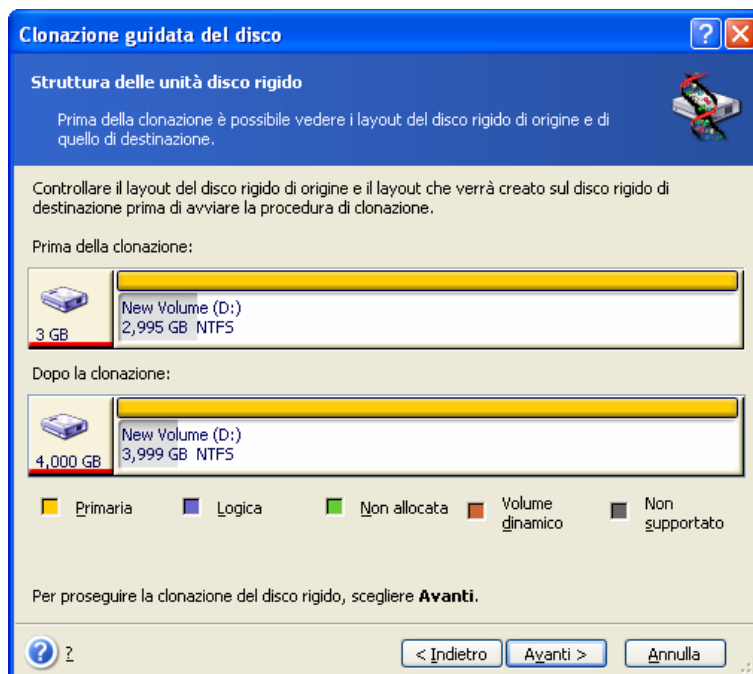 Clonazione guidata del disco
?
Struttura delle unità disco rigido
Prima della clonazione è possibile vedere i layout del disco rigido di origine e di
quello di destinazione.
Controllare il layout del disco rigido di origine e il layout che verrà creato sul disco rigido di
destinazione prima di avviare la procedura di clonazione.
Prima della clonazione:
New Volume (D:)
2,995 GB NTFS
3 GB
Dopo la clonazione:
New Volume (D:)
3,999 GB NTFS
4,000 GB
Primaria
Logica
Non allocata
Volume
dinamico
Non
supportato
Per proseguire la clonazione del disco rigido, scegliere Avanti.
? ?
< Indietro
Avanti >
Annulla